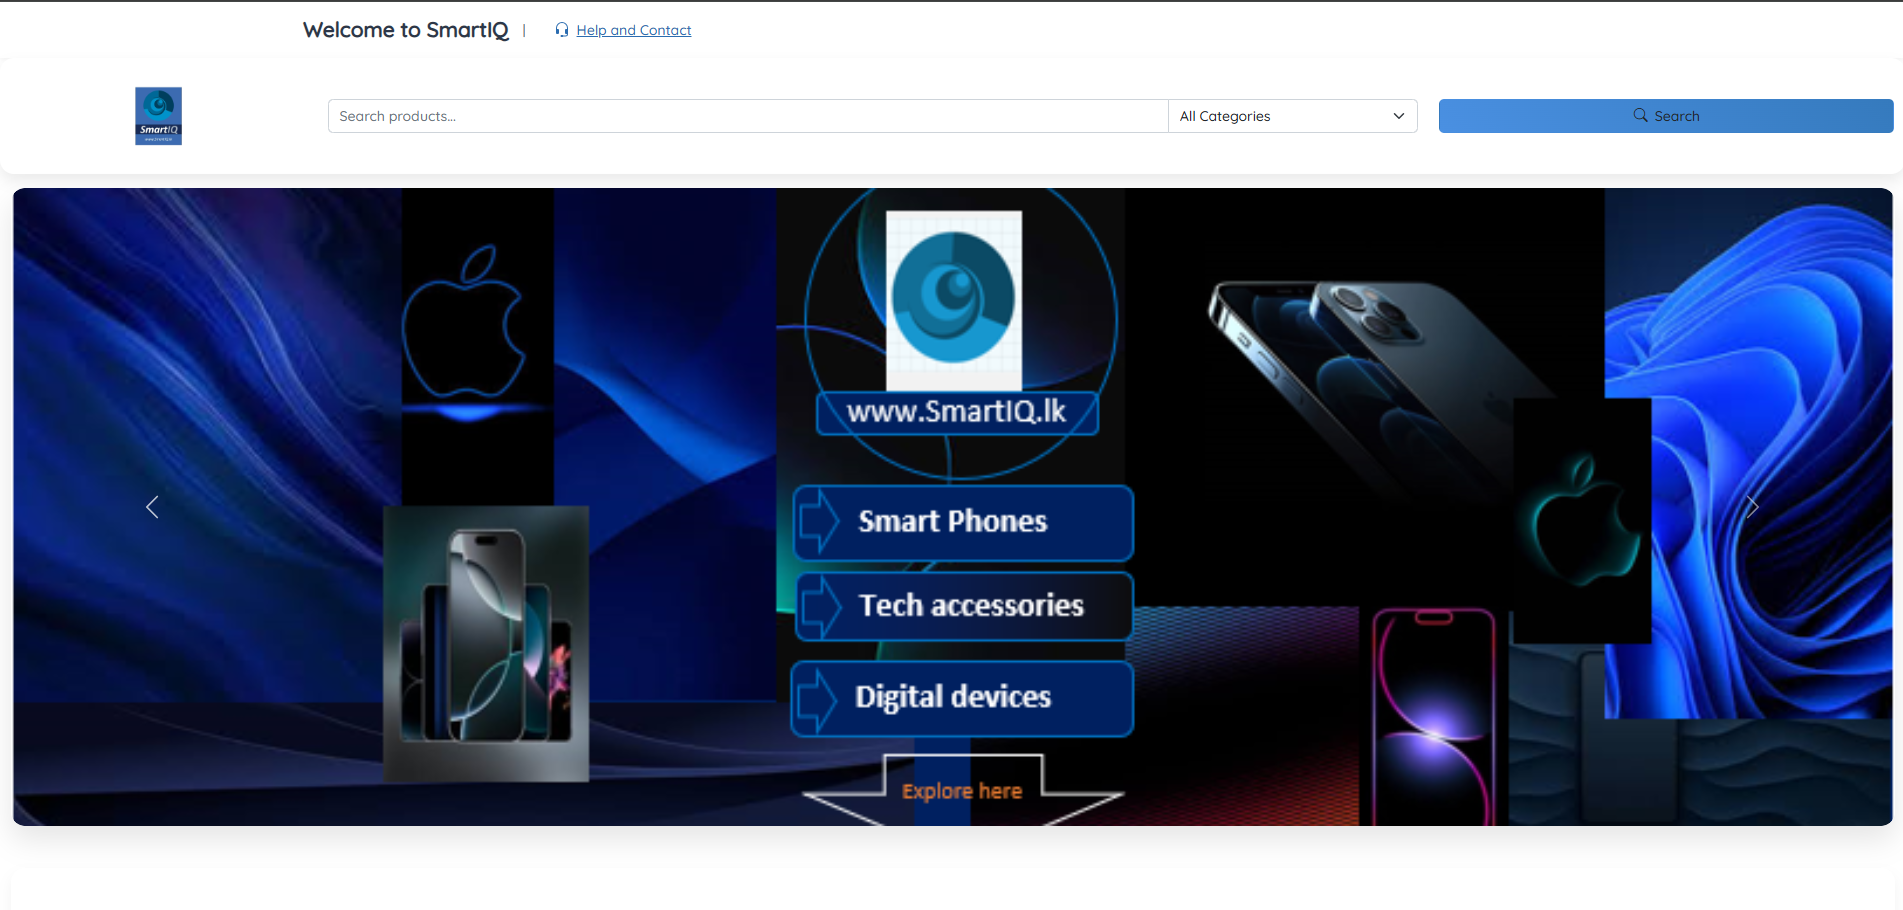 Welcome to SmartIQ | Help and Contact
SmartIQ
Search products...
All Categories
Search
www.SmartIQ.lk
Smart Phones
Tech accessories
Digital devices
Explore here